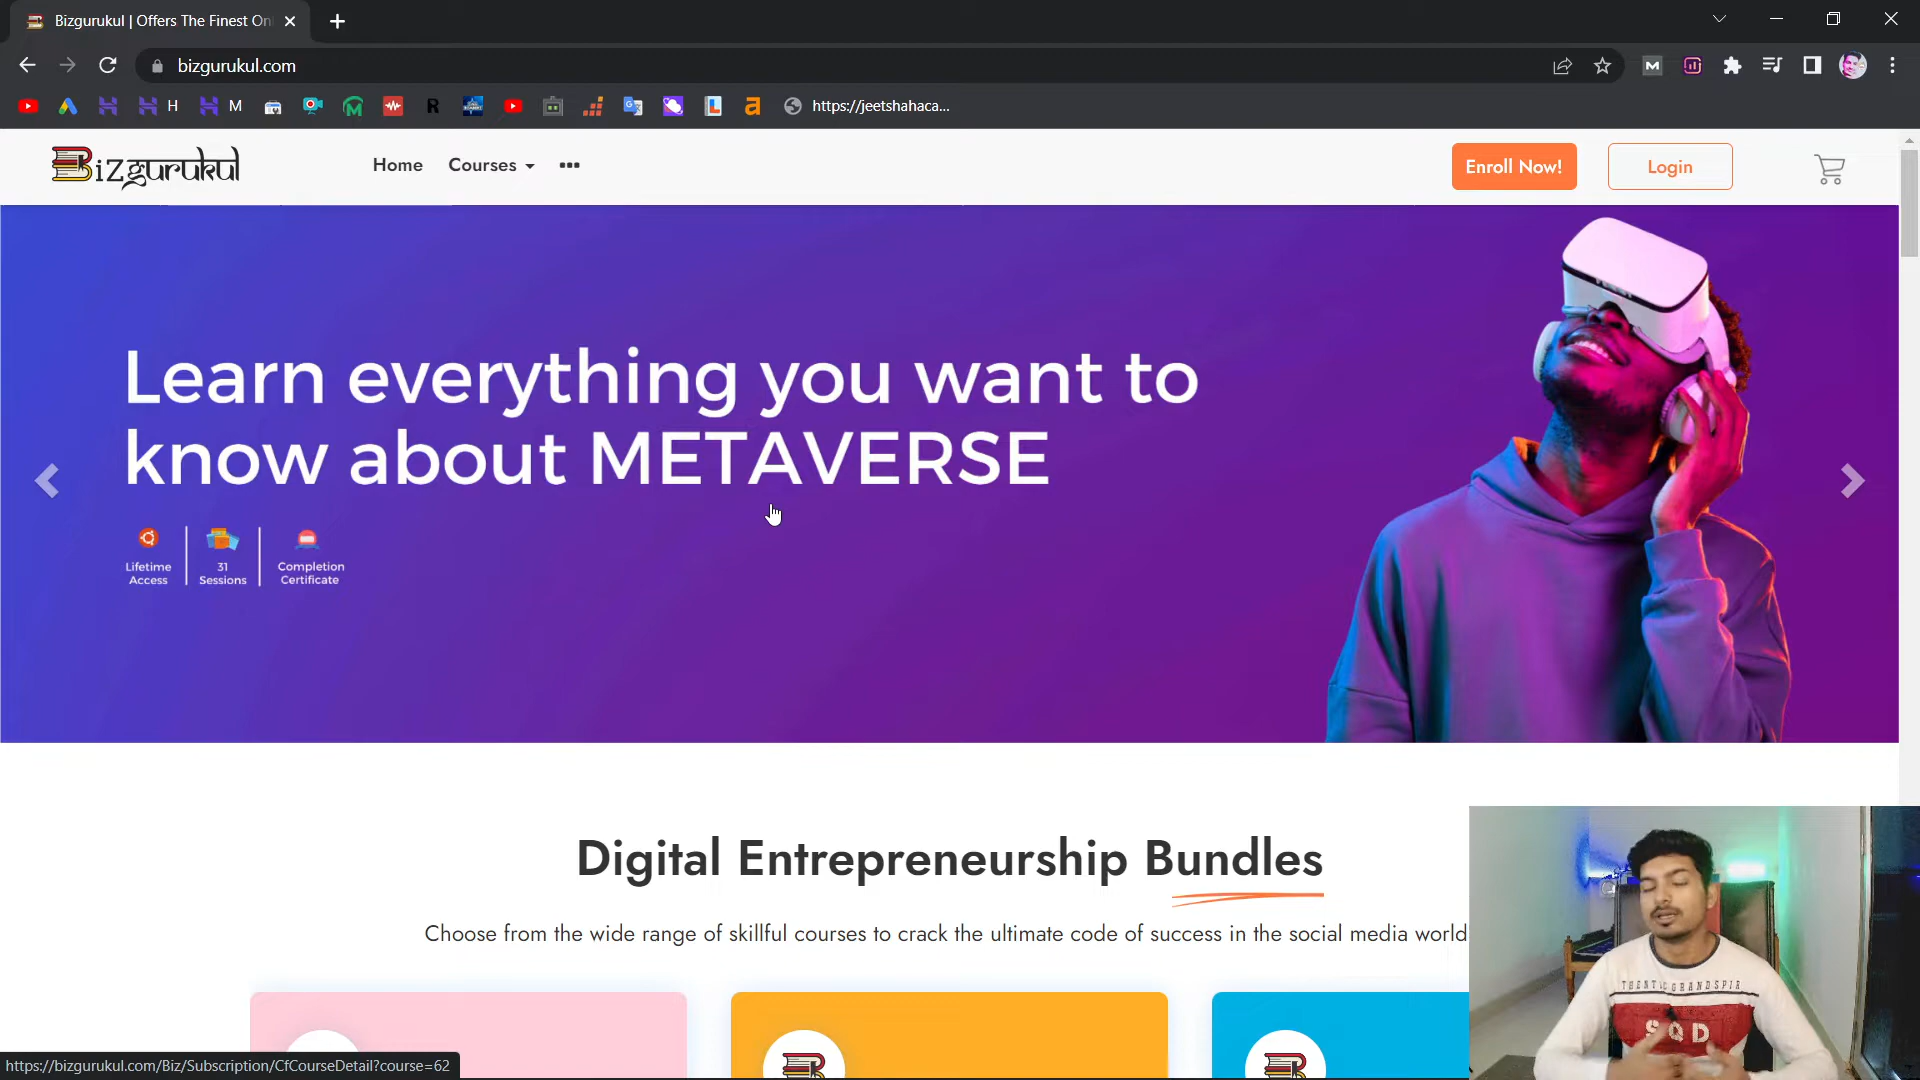 Bizgurukul | Offers The Finest On
bizgurukul.com
H
M
https://jeetshahaca...
Bizgurukul
Home
Courses
Enroll Now!
Login
Learn everything you want to
know about METAVERSE
Lifetime
Access
31
Sessions
Completion
Certificate
Digital Entrepreneurship Bundles
Choose from the wide range of skillful courses to crack the ultimate code of success in the social media world
SQD
https://bizgurukul.com/Biz/Subscription/CfCourseDetail?course=62